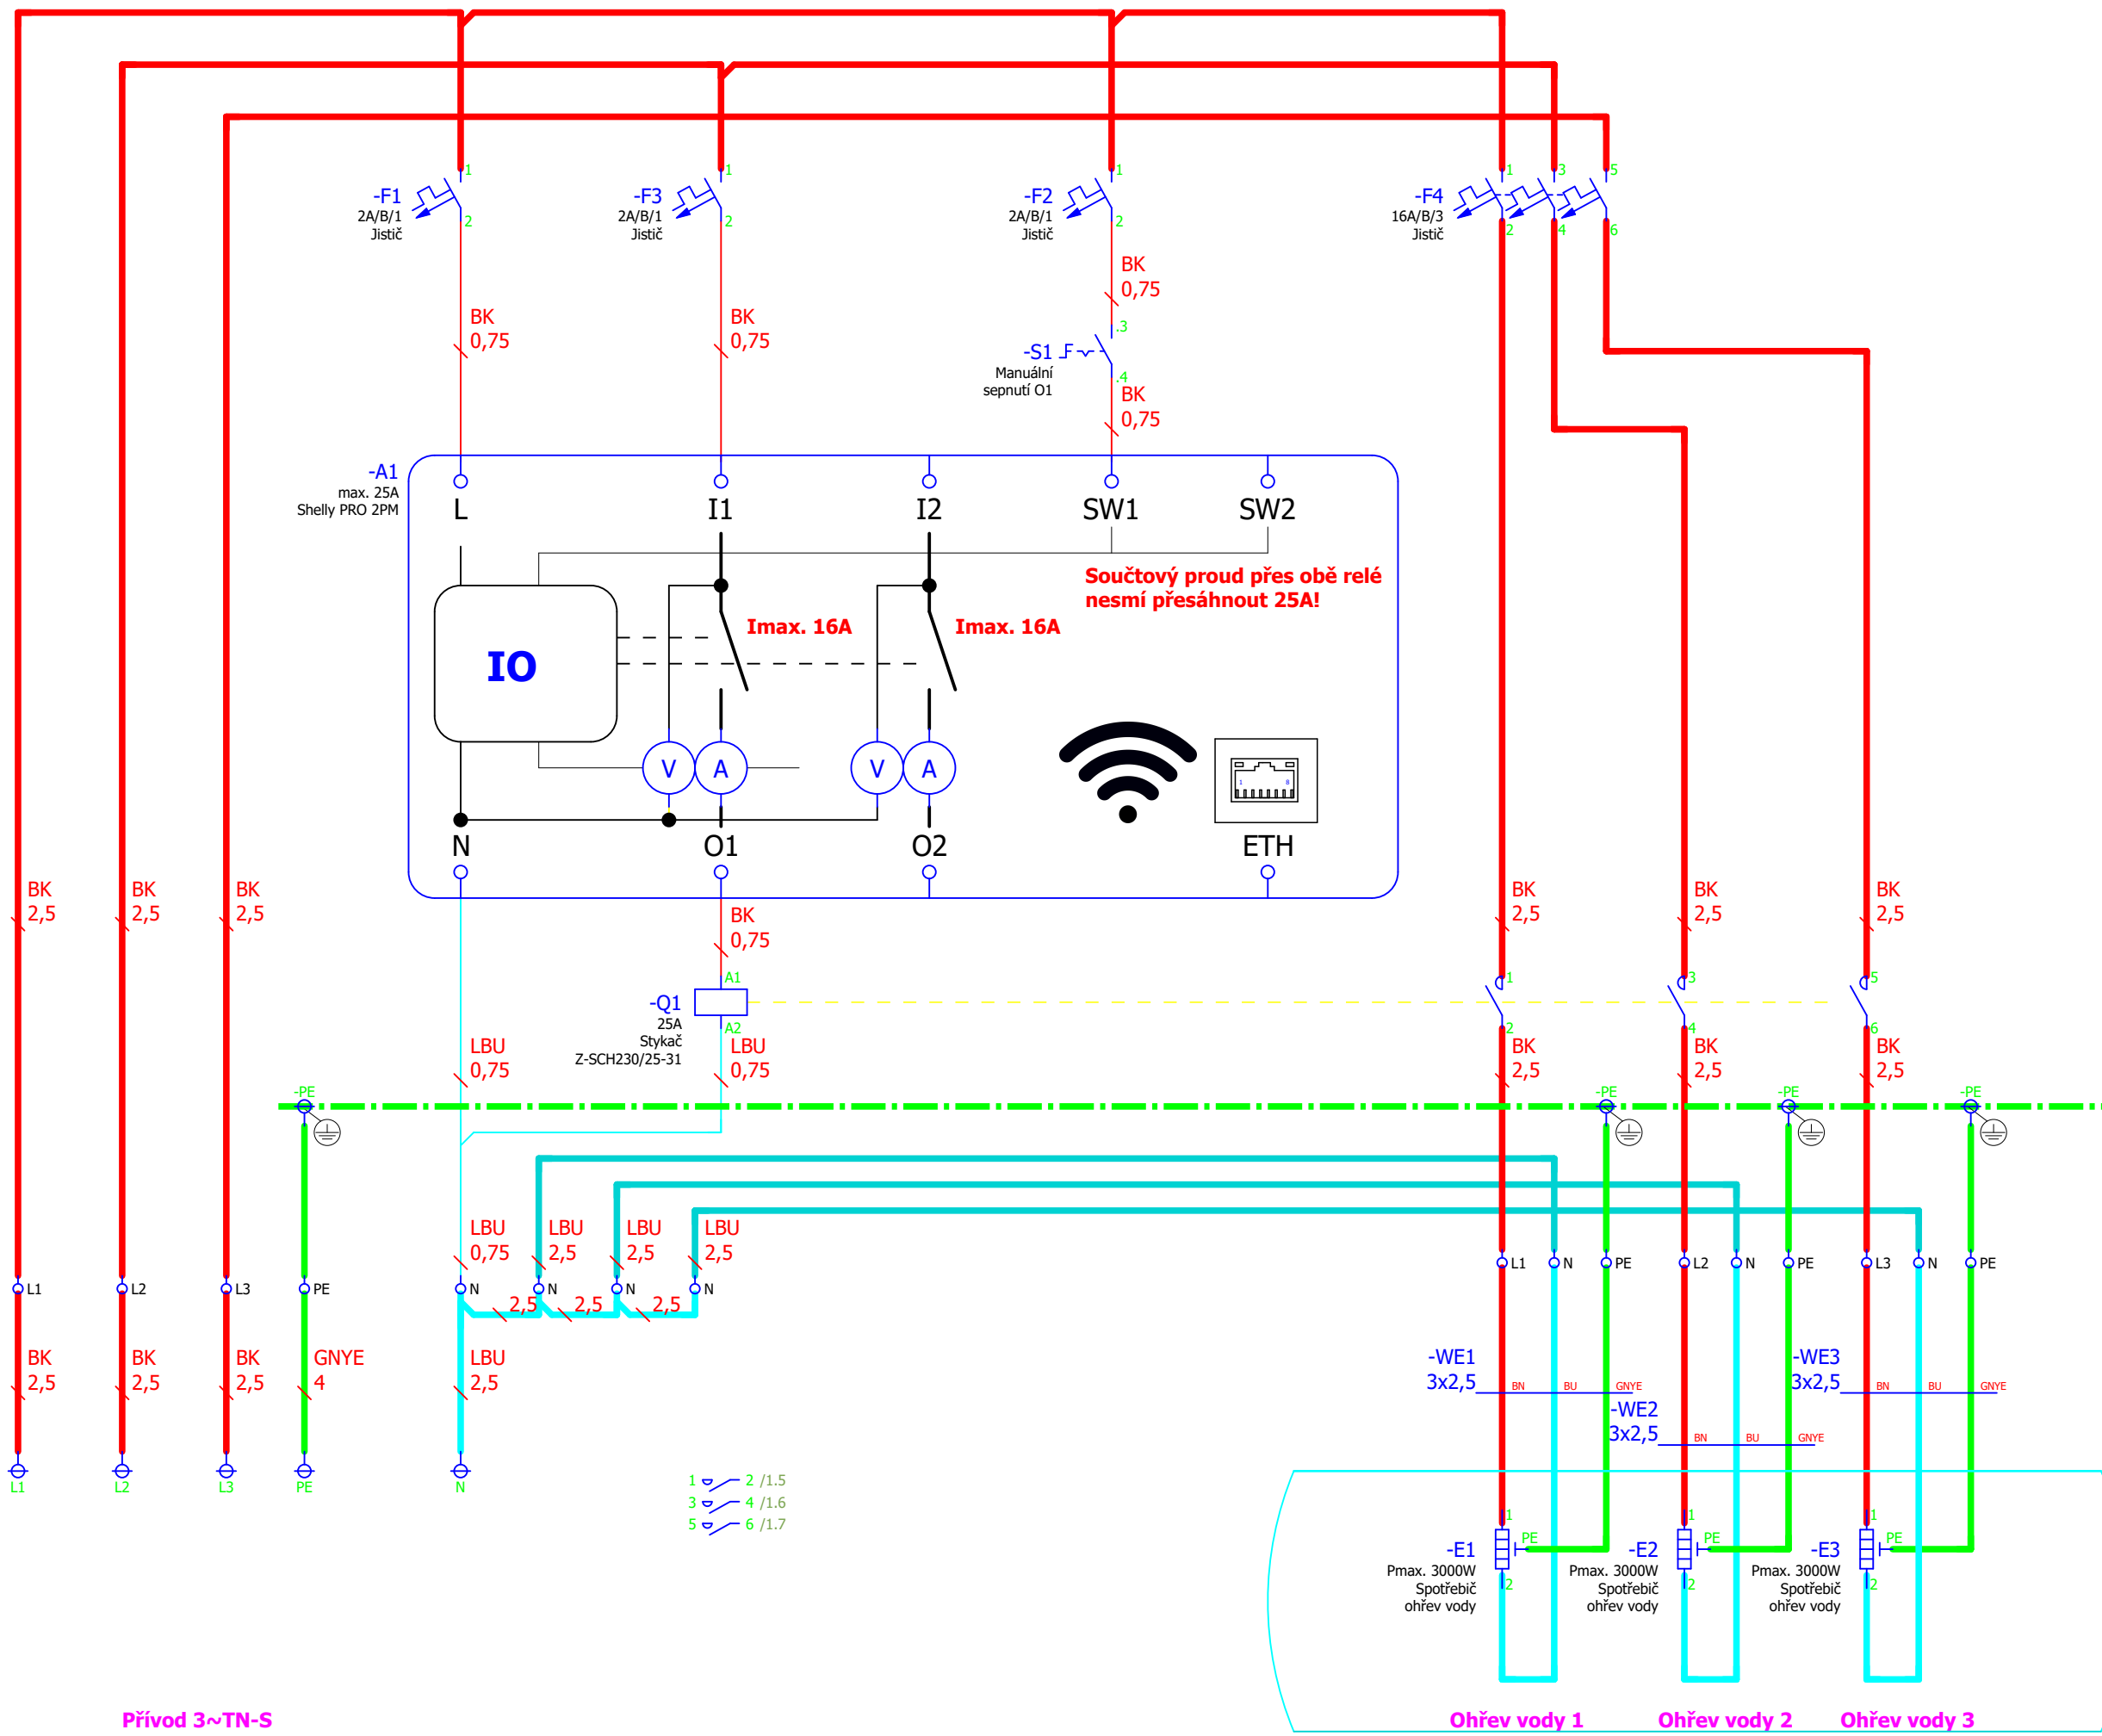 1
1
1
1
3
5
-F1
2A/B/1
Jistič
2
-F3
2A/B/1
Jistič
2
-F2
2A/B/1
Jistič
2
-F4
16A/B/3
Jistič
2
4
6
BK
0,75
BK
0,75
BK
0,75
.3
-S1
Manuální
sepnutí O1
.4
BK
0,75
-A1
max. 25A
Shelly PRO 2PM
L
I1
I2
SW1
SW2
Součtový proud přes obě relé
nesmí přesáhnout 25A!
Imax. 16A
Imax. 16A
IO
V
A
V
A
1
8
N
O1
O2
ETH
BK
2,5
BK
2,5
BK
2,5
BK
0,75
BK
2,5
BK
2,5
BK
2,5
A1
-Q1
25A
Stykač
Z-SCH230/25-31
A2
1
2
3
4
5
6
LBU
0,75
LBU
0,75
BK
2,5
BK
2,5
BK
2,5
-PE
-PE
-PE
-PE
LBU
0,75
LBU
2,5
LBU
2,5
LBU
2,5
L1
N
PE
L2
N
PE
L3
N
PE
L1
L2
L3
PE
N
N
N
N
2,5
2,5
2,5
BK
2,5
BK
2,5
BK
2,5
GNYE
4
LBU
2,5
-WE1
3x2,5
BN
BU
GNYE
-WE2
3x2,5
BN
BU
GNYE
-WE3
3x2,5
BN
BU
GNYE
L1
L2
L3
PE
N
1 2 /1.5
3 4 /1.6
5 6 /1.7
1
PE
-E1
Pmax. 3000W
Spotřebič
ohřev vody
2
1
PE
-E2
Pmax. 3000W
Spotřebič
ohřev vody
2
1
PE
-E3
Pmax. 3000W
Spotřebič
ohřev vody
2
Přívod 3~TN-S
Ohřev vody 1
Ohřev vody 2
Ohřev vody 3